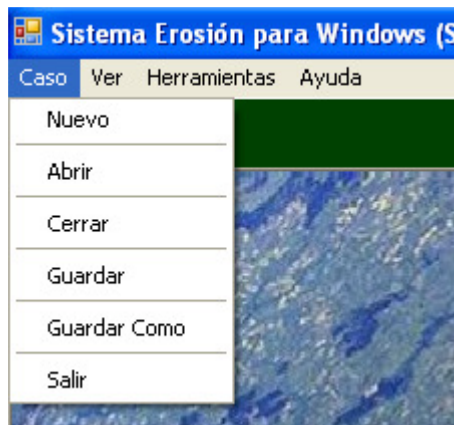 Sistema Erosión para Windows (S
Caso Ver Herramientas Ayuda
Nuevo
Abrir
Cerrar
Guardar
Guardar Como
Salir